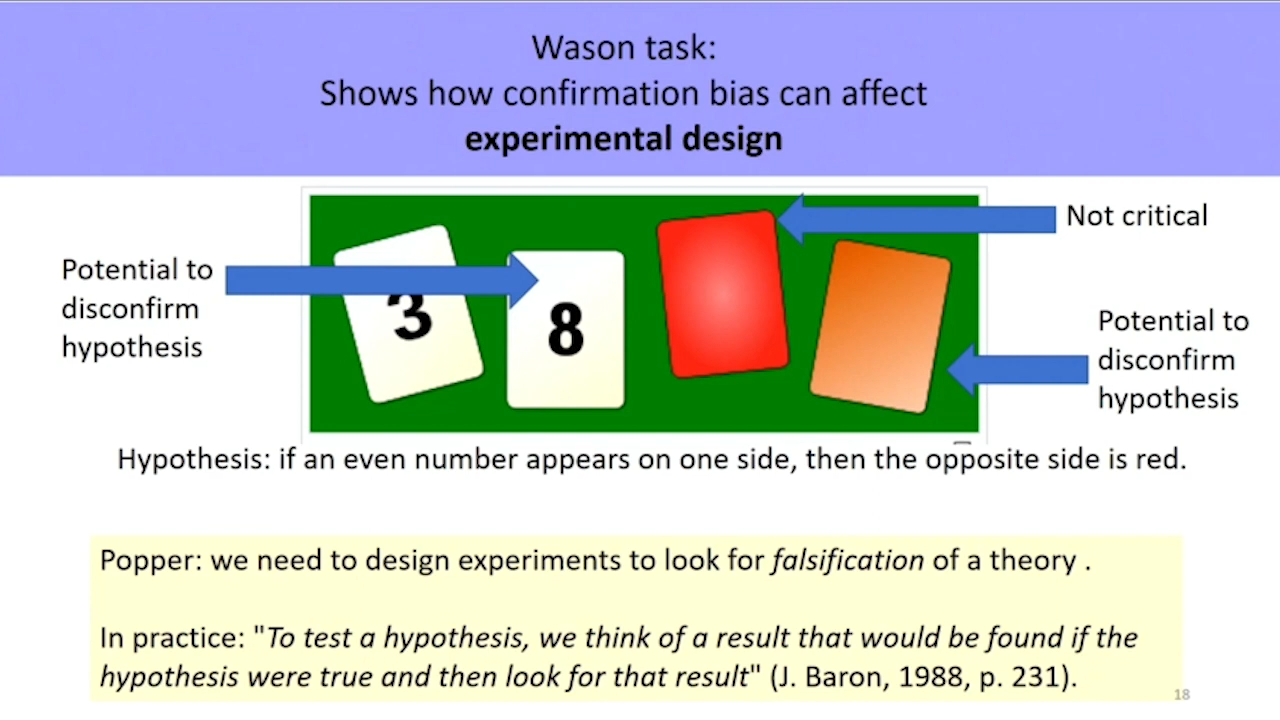 Wason task:
Shows how confirmation bias can affect
experimental design
Not critical
Potential to
disconfirm
hypothesis
3
8
Potential to
disconfirm
hypothesis
Hypothesis: if an even number appears on one side, then the opposite side is red.
Popper: we need to design experiments to look for falsification of a theory .
In practice: "To test a hypothesis, we think of a result that would be found if the
hypothesis were true and then look for that result" (J. Baron, 1988, p. 231).
18